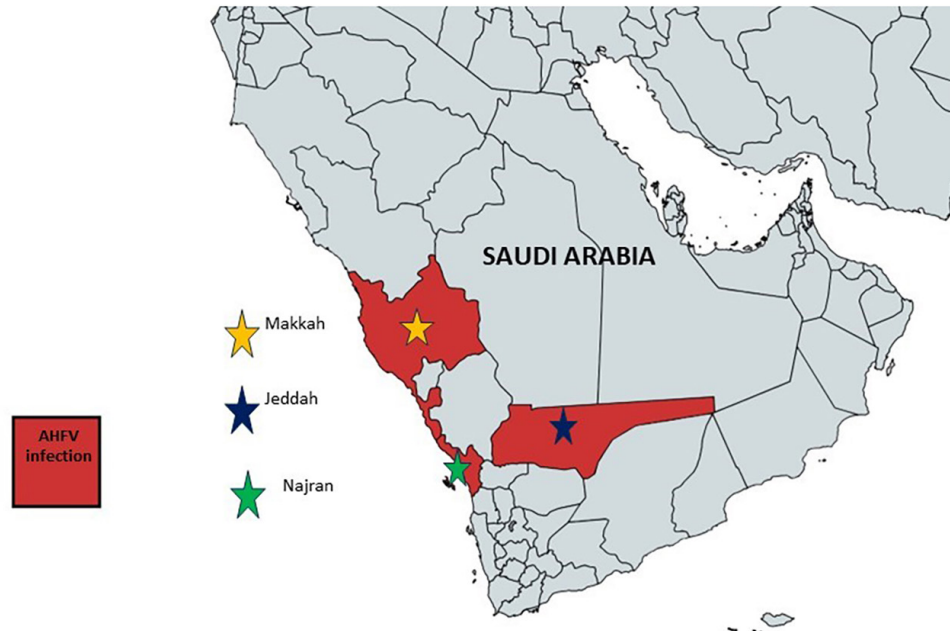 SAUDI ARABIA
Makkah
Jeddah
Najran
AHFV
infection